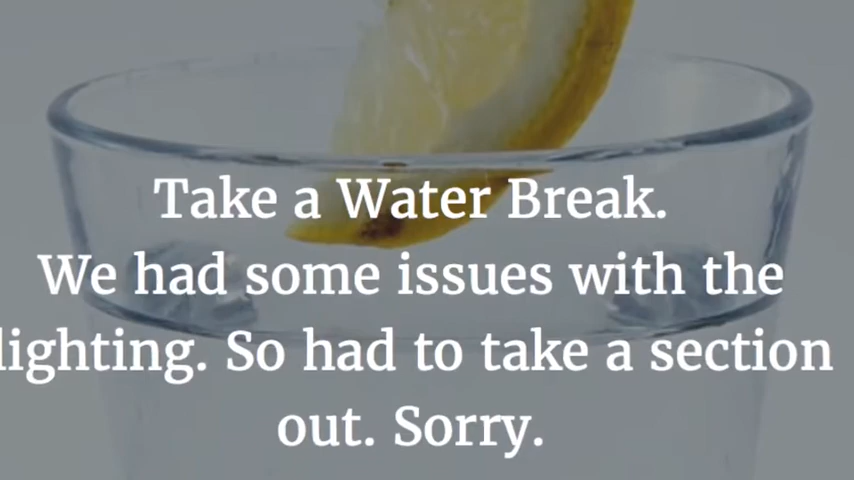 Take a Water Break.
We had some issues with the
lighting. So had to take a section
out. Sorry.